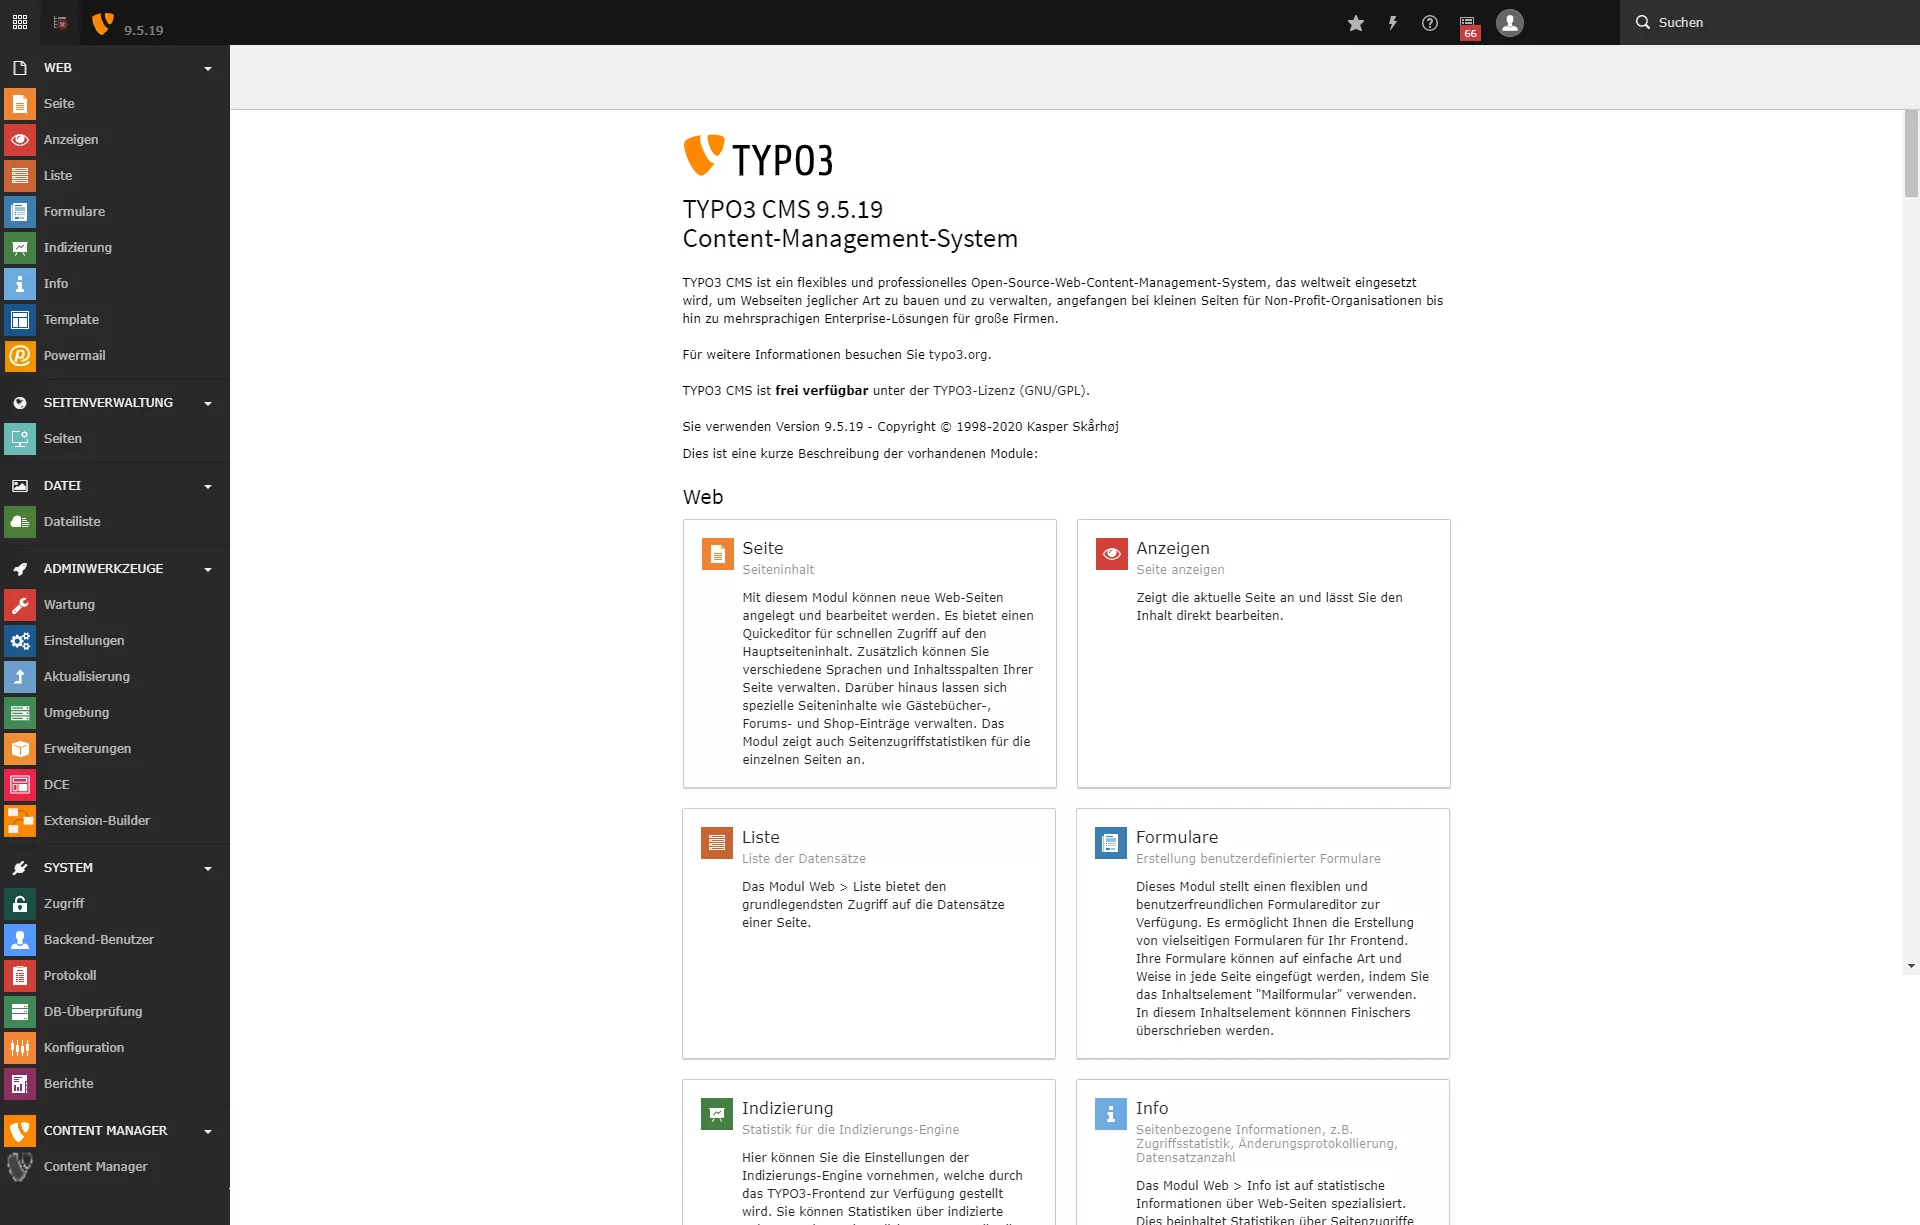 9.5.19
66
Suchen
WEB
Seite
Anzeigen
Liste
Formulare
Indizierung
Info
Template
Powermail
SEITENVERWALTUNG
Seiten
DATEI
Dateiliste
ADMINWERKZEUGE
Wartung
Einstellungen
Aktualisierung
Umgebung
Erweiterungen
DCE
Extension-Builder
SYSTEM
Zugriff
Backend-Benutzer
Protokoll
DB-Überprüfung
Konfiguration
Berichte
CONTENT MANAGER
Content Manager
TYPO3
TYPO3 CMS 9.5.19
Content-Management-System
TYPO3 CMS ist ein flexibles und professionelles Open-Source-Web-Content-Management-System, das weltweit eingesetzt
wird, um Webseiten jeglicher Art zu bauen und zu verwalten, angefangen bei kleinen Seiten für Non-Profit-Organisationen bis
hin zu mehrsprachigen Enterprise-Lösungen für große Firmen.
Für weitere Informationen besuchen Sie typo3.org.
TYPO3 CMS ist frei verfügbar unter der TYPO3-Lizenz (GNU/GPL).
Sie verwenden Version 9.5.19 - Copyright © 1998-2020 Kasper Skårhøj
Dies ist eine kurze Beschreibung der vorhandenen Module:
Web
Seite
Seiteninhalt
Mit diesem Modul können neue Web-Seiten
angelegt und bearbeitet werden. Es bietet einen
Quickeditor für schnellen Zugriff auf den
Hauptseiteninhalt. Zusätzlich können Sie
verschiedene Sprachen und Inhaltsspalten Ihrer
Seite verwalten. Darüber hinaus lassen sich
spezielle Seiteninhalte wie Gästebücher-,
Forums- und Shop-Einträge verwalten. Das
Modul zeigt auch Seitenzugriffstatistiken für die
einzelnen Seiten an.
Anzeigen
Seite anzeigen
Zeigt die aktuelle Seite an und lässt Sie den
Inhalt direkt bearbeiten.
Liste
Liste der Datensätze
Das Modul Web > Liste bietet den
grundlegendsten Zugriff auf die Datensätze
einer Seite.
Formulare
Erstellung benutzerdefinierter Formulare
Dieses Modul stellt einen flexiblen und
benutzerfreundlichen Formulareditor zur
Verfügung. Es ermöglicht Ihnen die Erstellung
von vielseitigen Formularen für Ihr Frontend.
Ihre Formulare können auf einfache Art und
Weise in jede Seite eingefügt werden, indem Sie
das Inhaltselement "Mailformular" verwenden.
In diesem Inhaltselement könnnen Finischers
überschrieben werden.
Indizierung
Statistik für die Indizierungs-Engine
Hier können Sie die Einstellungen der
Indizierungs-Engine vornehmen, welche durch
das TYPO3-Frontend zur Verfügung gestellt
wird. Sie können Statistiken über indizierte
Info
Seitenbezogene Informationen, z.B.
Zugriffsstatistik, Änderungsprotokollierung,
Datensatzanzahl
Das Modul Web > Info ist auf statistische
Informationen über Web-Seiten spezialisiert.
Dies beinhaltet Statistiken über Seitenzugriffe